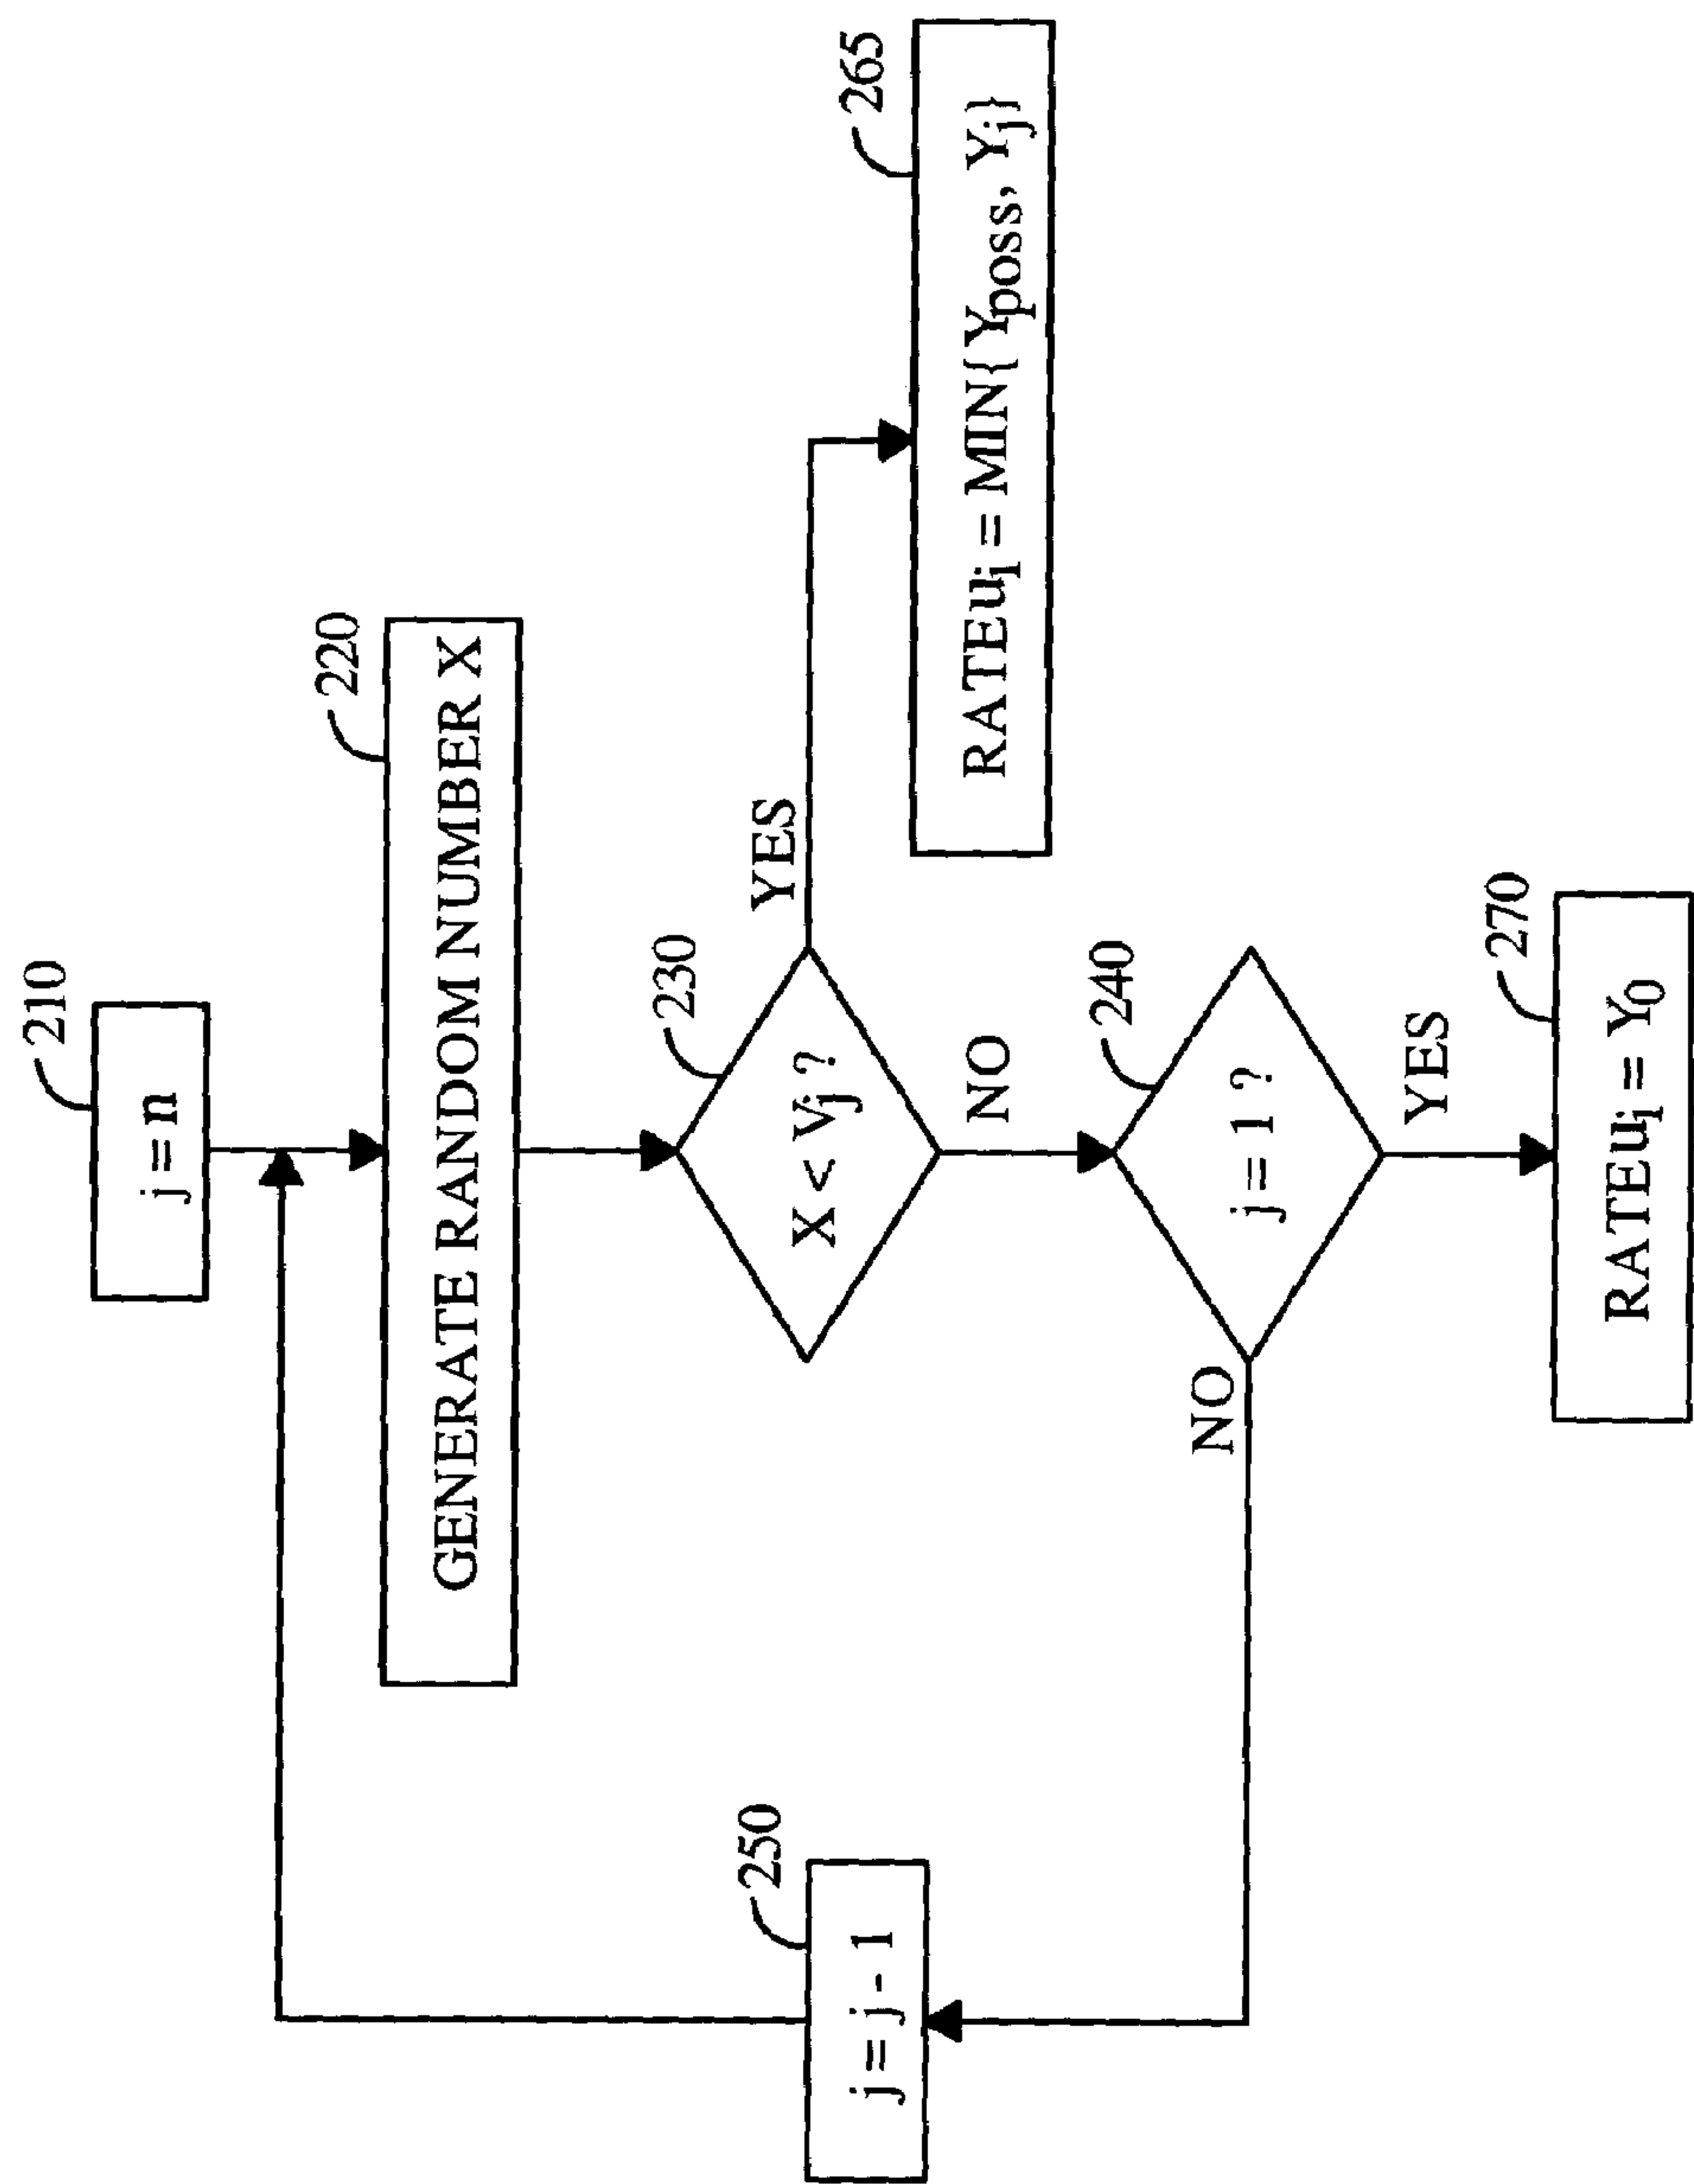 210
j = n
220
GENERATE RANDOM NUMBER X
230
X < Vj ?
YES
265
RATEui = MIN{Yposs, Yj}
NO
240
j = 1 ?
NO
250
j = j - 1
YES
270
RATEui = Y0